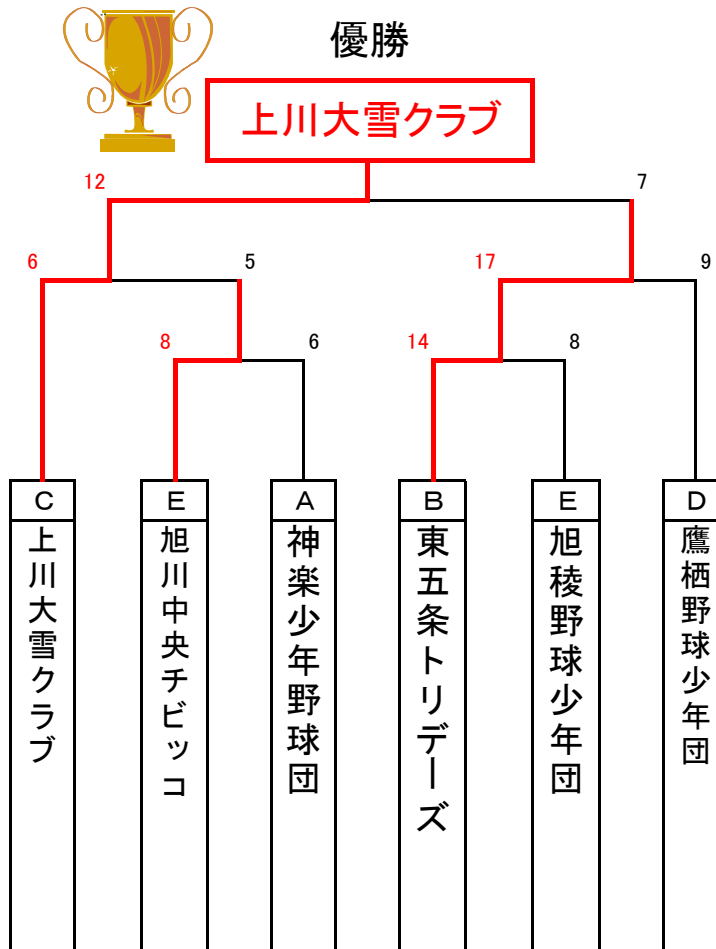 優勝
上川大雪クラブ
12
7
6
5
17
9
8
6
14
8
C
E
A
B
E
D
上川大雪クラブ
旭川中央チビッコ
神楽少年野球団
東五条トリデーズ
旭稜野球少年団
鷹栖野球少年団